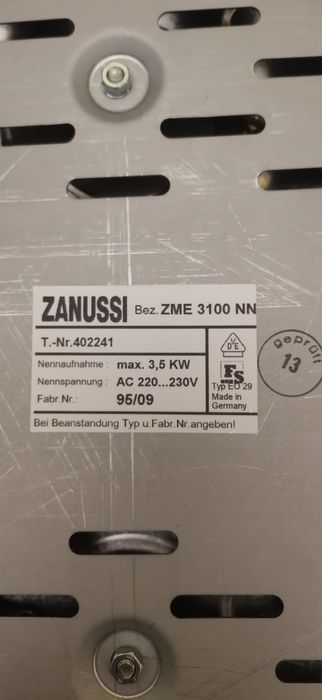 ZANUSSI Bez. ZME 3100 NN
T.-Nr.402241
Nennaufnahme : max. 3,5 KW
Nennspannung : AC 220...230V
Fabr.Nr.: 95/09
VDE
FS
Typ EC 29
Made in
Germany
Bei Beanstandung Typ u.Fabr.Nr.angeben!
geprüft
13